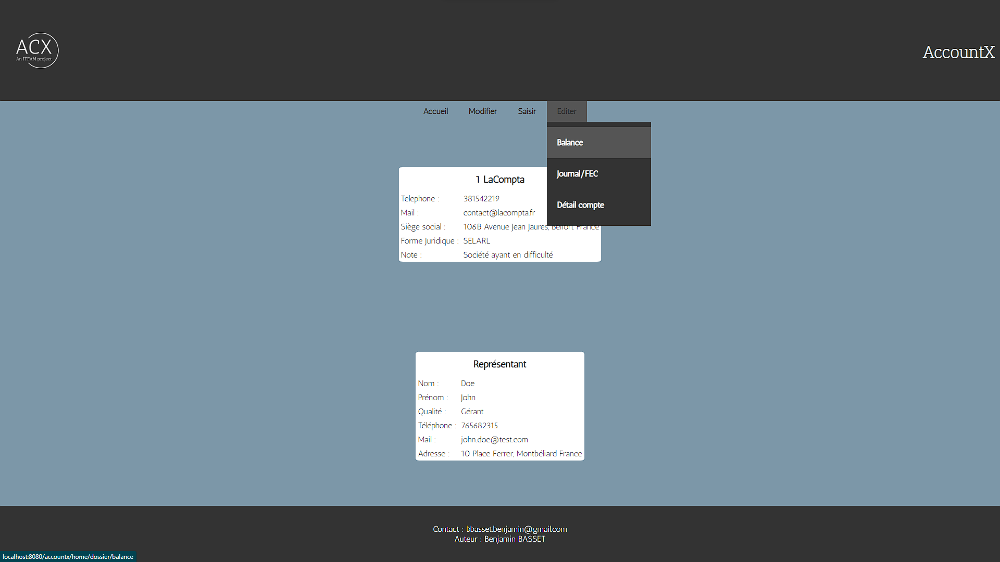 ACX
An ITFAM project
AccountX
Accueil Modifier Saisir Editer
Balance
Journal/FEC
Détail compte
1 LaCompta
Telephone : 381542219
Mail : contact@lacompta.fr
Siège social : 106B Avenue Jean Jaures, Belfort France
Forme Juridique : SELARL
Note : Société ayant en difficulté
Représentant
Nom : Doe
Prénom : John
Qualité : Gérant
Téléphone : 765682315
Mail : john.doe@test.com
Adresse : 10 Place Ferrer, Montbéliard France
Contact : bbasset.benjamin@gmail.com
Auteur : Benjamin BASSET
localhost:8080/accountx/home/dossier/balance